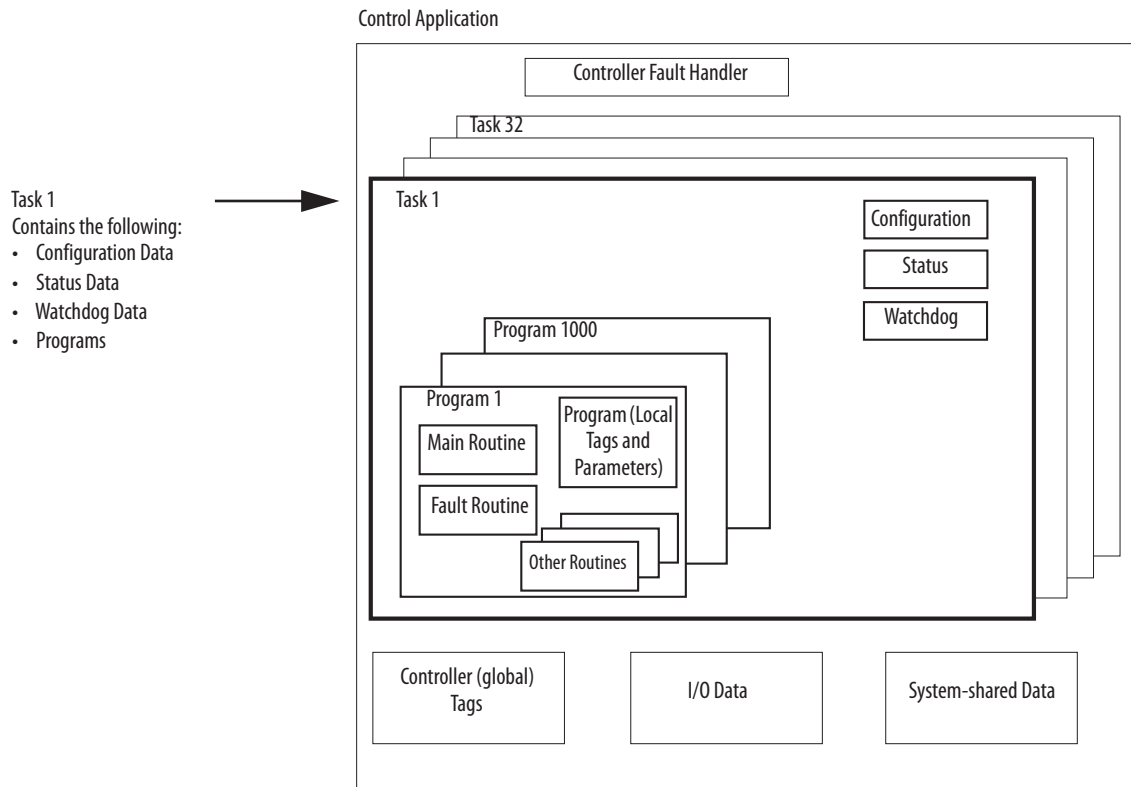 Control Application
Controller Fault Handler
Task 32
Task 1
Contains the following:
• Configuration Data
• Status Data
• Watchdog Data
• Programs
Task 1
Configuration
Status
Watchdog
Program 1000
Program 1
Main Routine
Fault Routine
Program (Local
Tags and
Parameters)
Other Routines
Controller (global)
Tags
I/O Data
System-shared Data